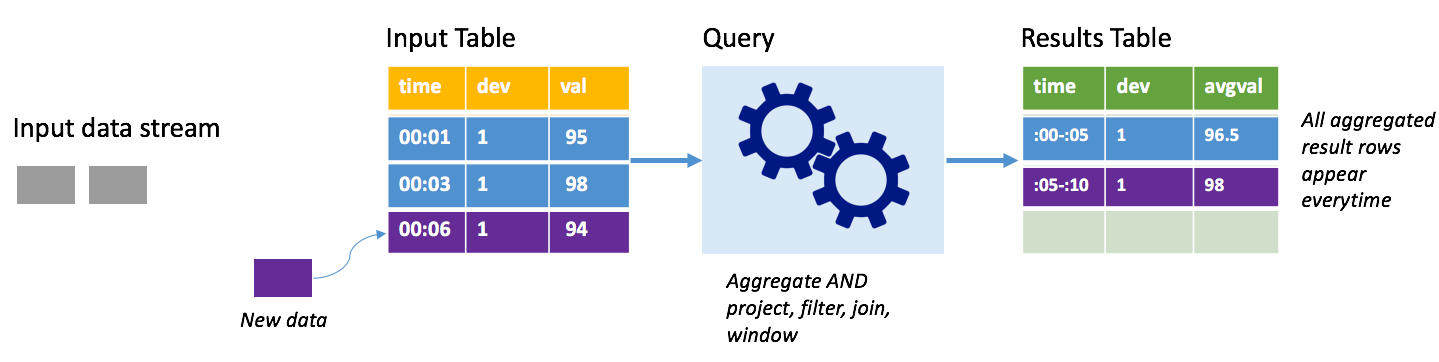 Input data stream
New data
Input Table
time dev val
00:01 1 95
00:03 1 98
00:06 1 94
Query
Aggregate AND
project, filter, join,
window
Results Table
time dev avgval
:00-:05 1 96.5
:05-:10 1 98
All aggregated
result rows
appear
everytime